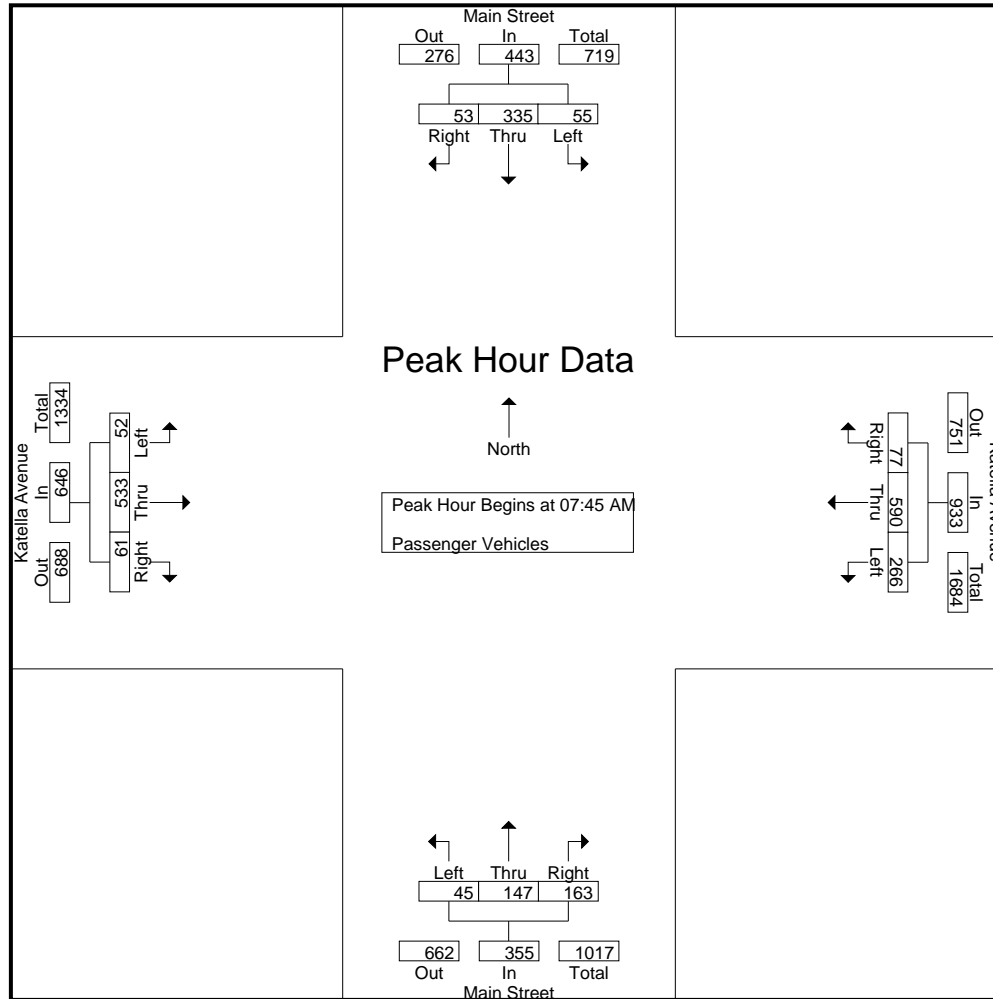 Main Street
Out In Total
276 443 719
53 335 55
Right Thru Left
Peak Hour Data
North
Peak Hour Begins at 07:45 AM
Passenger Vehicles
Katella Avenue
Total In Out
1334 646 688
52 533 61
Left Thru Right
Out In Total
751 933 1684
77 590 266
Right Thru Left
Left Thru Right
45 147 163
662 355 1017
Out In Total
Main Street